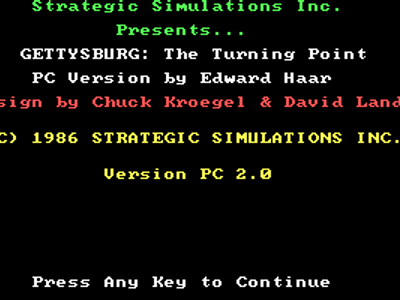 Strategic Simulations Inc.
Presents...
GETTYSBURG: The Turning Point
PC Version by Edward Haar
sign by Chuck Kroegel & David Land
C) 1986 STRATEGIC SIMULATIONS INC.
Version PC 2.0
Press Any Key to Continue